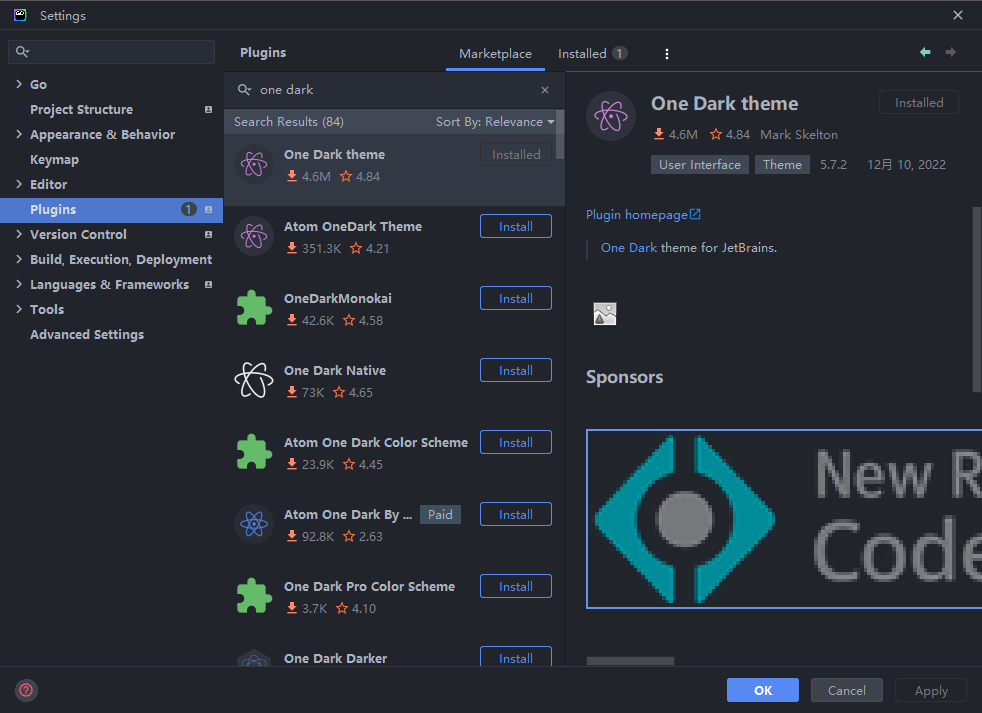 Settings
Plugins
Marketplace
Installed 1
one dark
Go
Project Structure
Appearance & Behavior
Keymap
Editor
Plugins 1
Version Control
Build, Execution, Deployment
Languages & Frameworks
Tools
Advanced Settings
Search Results (84)
Sort By: Relevance
One Dark theme
Installed
4.6M 4.84
Atom OneDark Theme
Install
351.3K 4.21
OneDarkMonokai
Install
42.6K 4.58
One Dark Native
Install
73K 4.65
Atom One Dark Color Scheme
Install
23.9K 4.45
Atom One Dark By ... Paid
Install
92.8K 2.63
One Dark Pro Color Scheme
Install
3.7K 4.10
One Dark Darker
Install
One Dark theme
Installed
4.6M 4.84 Mark Skelton
User Interface Theme 5.7.2 12月 10, 2022
Plugin homepage
One Dark theme for JetBrains.
Sponsors
New R
Code
?
OK
Cancel
Apply